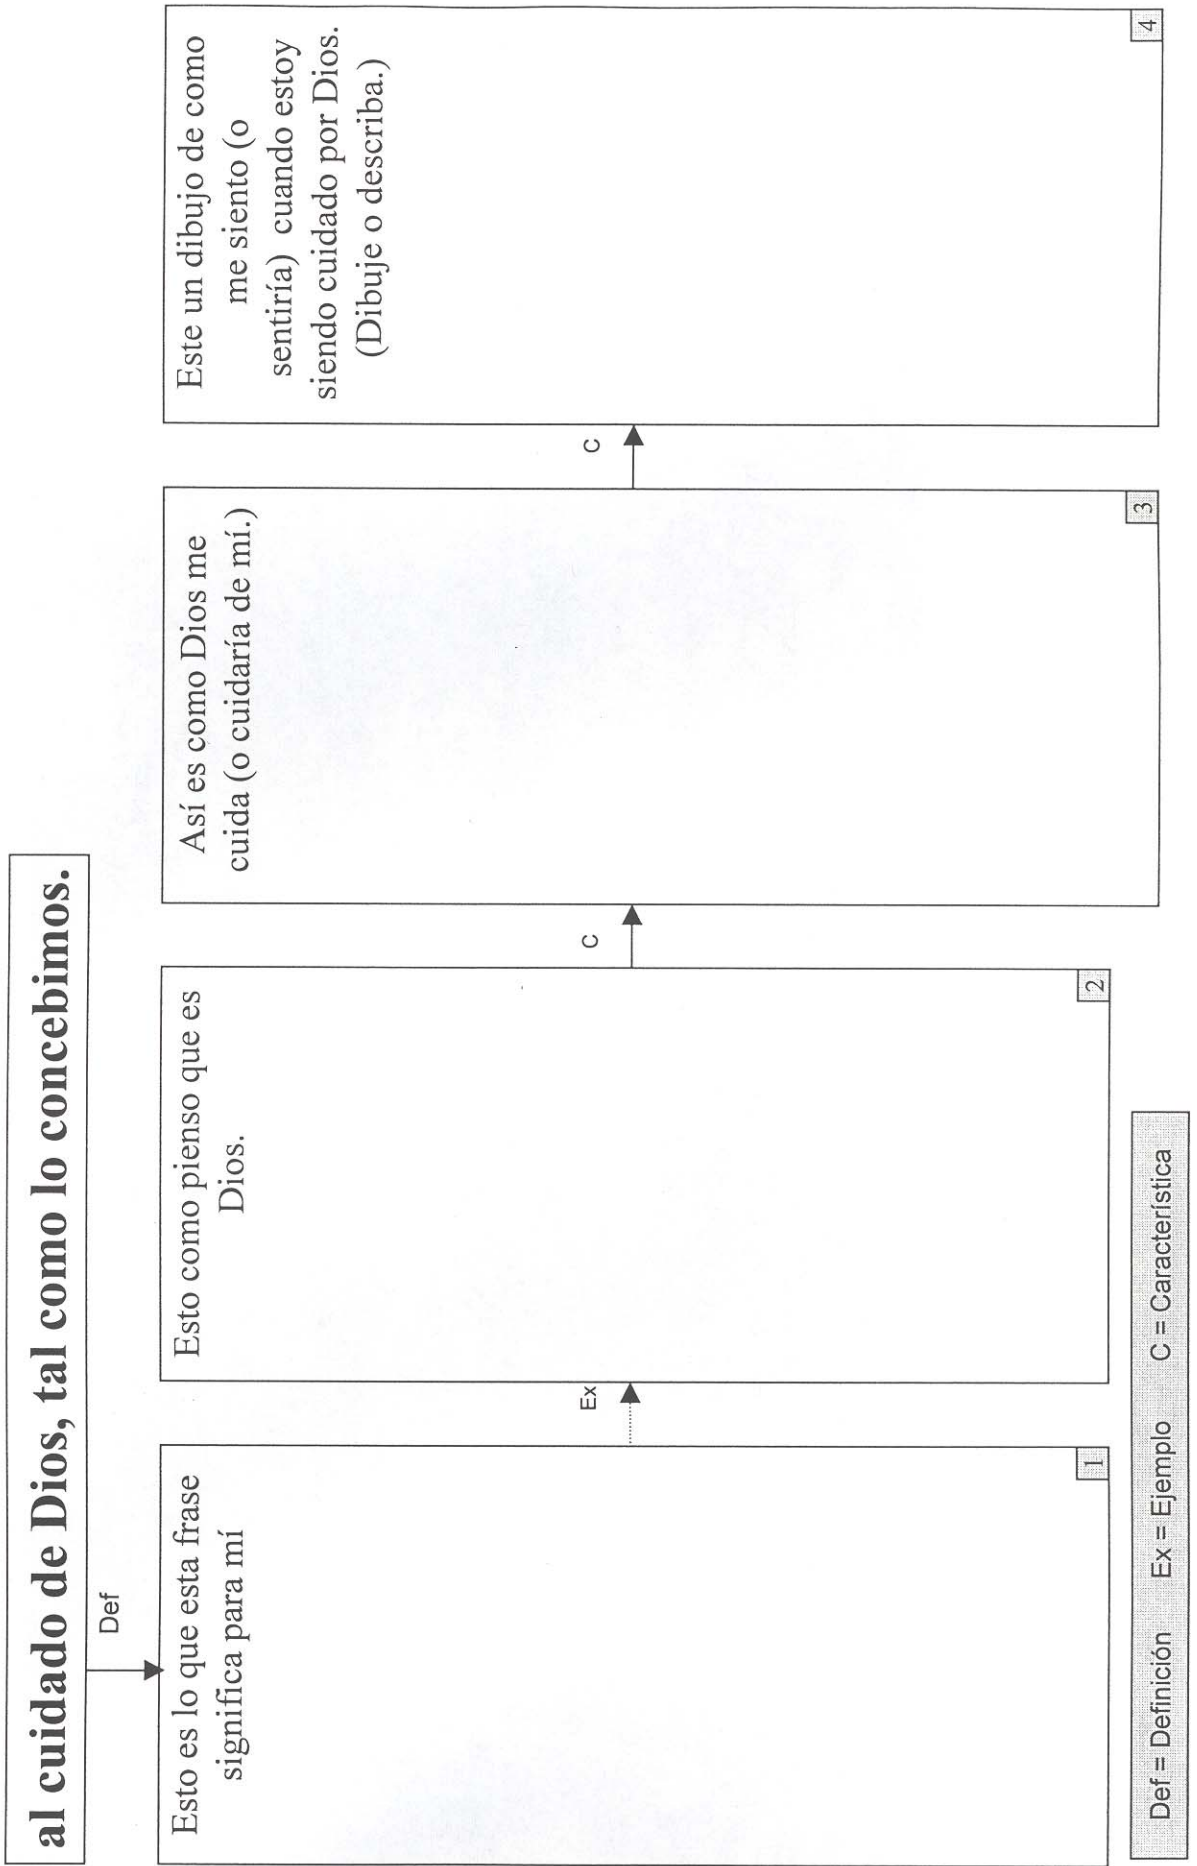 al cuidado de Dios, tal como lo concebimos.
Def
Esto es lo que esta frase
significa para mí
1
Ex
Esto como pienso que es
Dios.
2
C
Así es como Dios me
cuida (o cuidaría de mí.)
3
C
Este un dibujo de como
me siento (o
sentiría) cuando estoy
siendo cuidado por Dios.
(Dibuje o describa.)
4
Def = Definición Ex = Ejemplo C = Característica